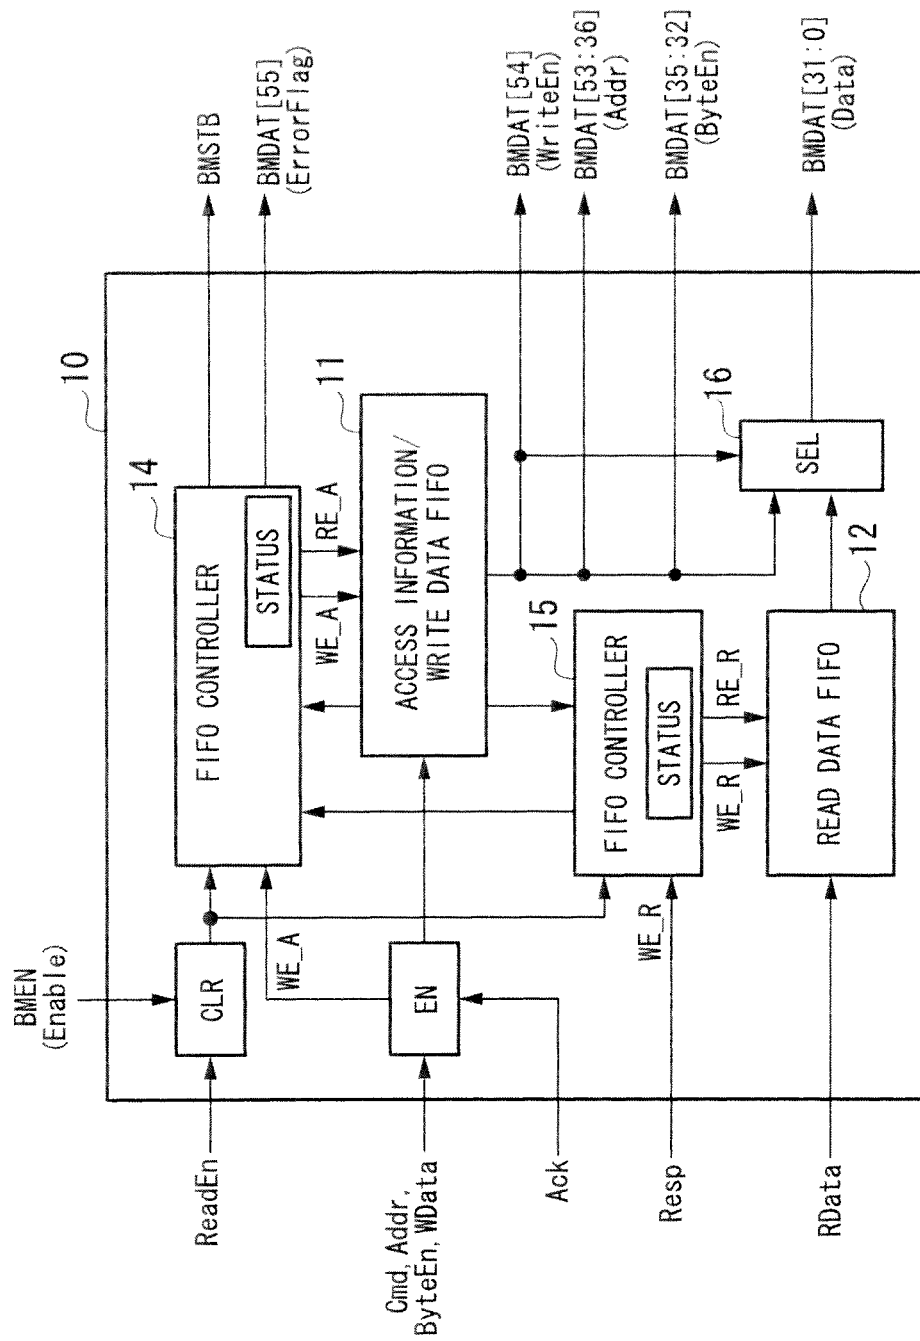 BMEN
(Enable)
ReadEn
Cmd, Addr,
ByteEn, WData
Ack
Resp
RData
10
CLR
WE_A
EN
14
FIFO CONTROLLER
STATUS
WE_A
RE_A
11
ACCESS INFORMATION/
WRITE DATA FIFO
15
FIFO CONTROLLER
STATUS
WE_R
WE_R
RE_R
12
READ DATA FIFO
16
SEL
BMSTB
BMDAT[55]
(ErrorFlag)
BMDAT[54]
(WriteEn)
BMDAT[53:36]
(Addr)
BMDAT[35:32]
(ByteEn)
BMDAT[31:0]
(Data)